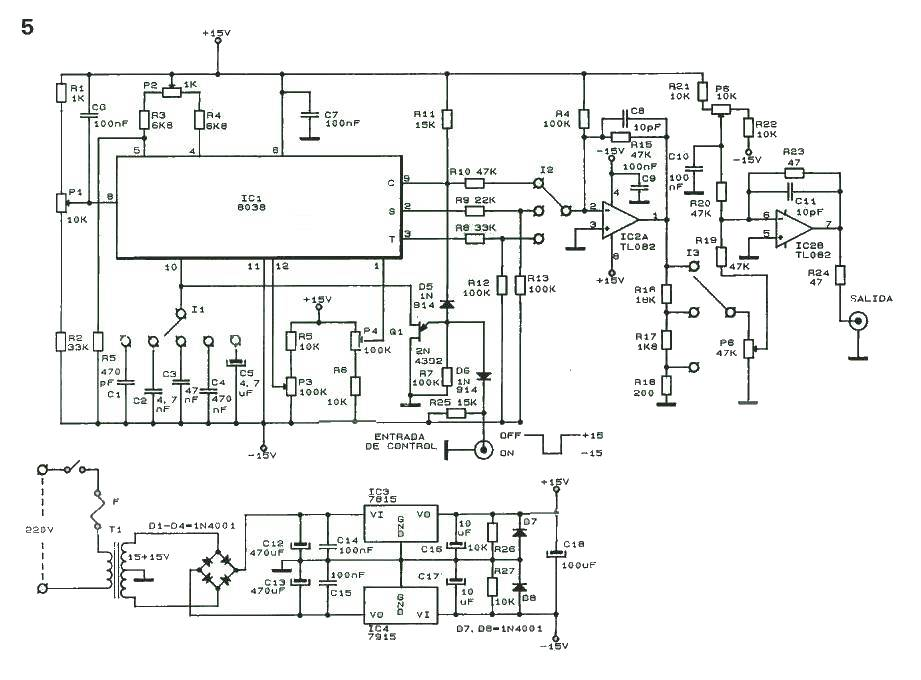 5
+15V
R1
1K
C6
100nF
P2
1K
R3
6K8
R4
6K8
C7
100nF
R11
15K
R4
100K
C8
10pF
R15
47K
R21
10K
P6
10K
R22
10K
-15V
R23
47
C11
10pF
C10
100
nF
R20
47K
5
4
6
8
IC1
8038
9
C
2
S
3
T
10
11
12
1
P1
10K
R10 47K
R9 22K
R8 33K
I2
-15V
100nF
C9
4
2
3
1
8
IC2A
TL082
+15V
6
5
7
IC2B
TL082
R24
47
SALIDA
R19
47K
I3
R16
18K
R17
1K8
R18
200
P6
47K
R12
100K
R13
100K
D5
1N
914
I1
R2
33K
R5
470
pF
C1
C2
4,7
nF
C3
47
nF
C4
470
nF
C5
4,7
uF
+15V
R5
10K
P3
100K
P4
100K
R6
10K
Q1
2N
4392
R7
100K
D6
1N
914
R25 15K
-15V
ENTRADA
DE CONTROL
OFF
ON
+15
-15
220V
F
T1
15+15V
D1-D4=1N4001
C12
470uF
C13
470uF
C14
100nF
100nF
C15
IC3
7815
VI
VO
GND
GND
VO
VI
IC4
7915
10
uF
C16
C17
10
uF
10K
R26
R27
10K
D7
D8
D7, D8=1N4001
+15V
C18
100uF
-15V